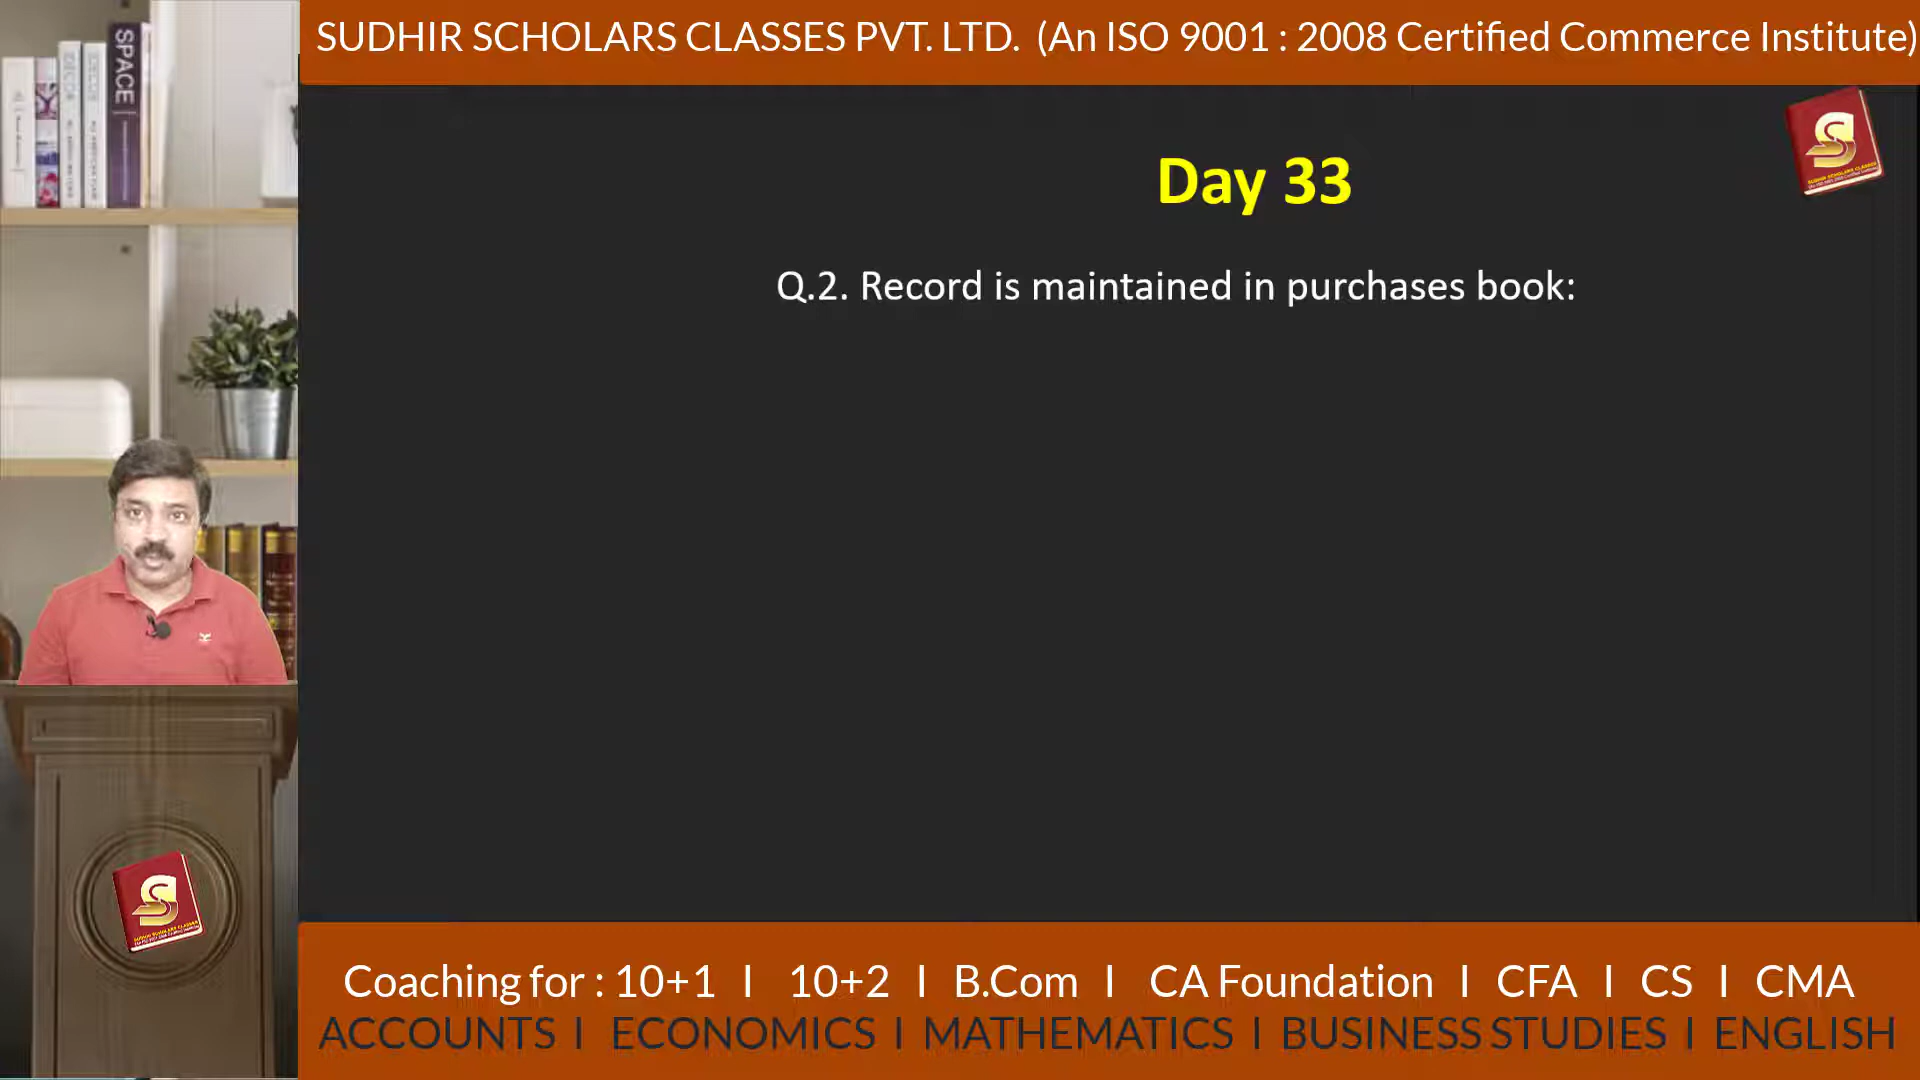 SUDHIR SCHOLARS CLASSES PVT. LTD. (An ISO 9001 : 2008 Certified Commerce Institute)
SPACE
Day 33
Q.2. Record is maintained in purchases book:
Coaching for : 10+1 I 10+2 I B.Com I CA Foundation I CFA I CS I CMA
ACCOUNTS I ECONOMICS I MATHEMATICS I BUSINESS STUDIES I ENGLISH